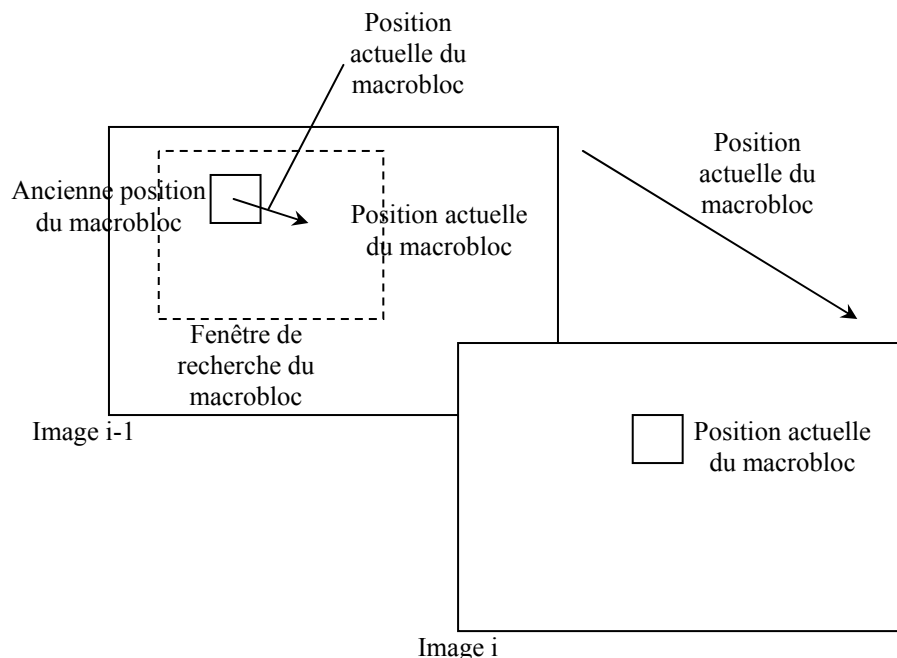 Position
actuelle du
macrobloc
Position
actuelle du
macrobloc
Ancienne position
du macrobloc
Position actuelle
du macrobloc
Fenêtre de
recherche du
macrobloc
Image i-1
Position actuelle
du macrobloc
Image i